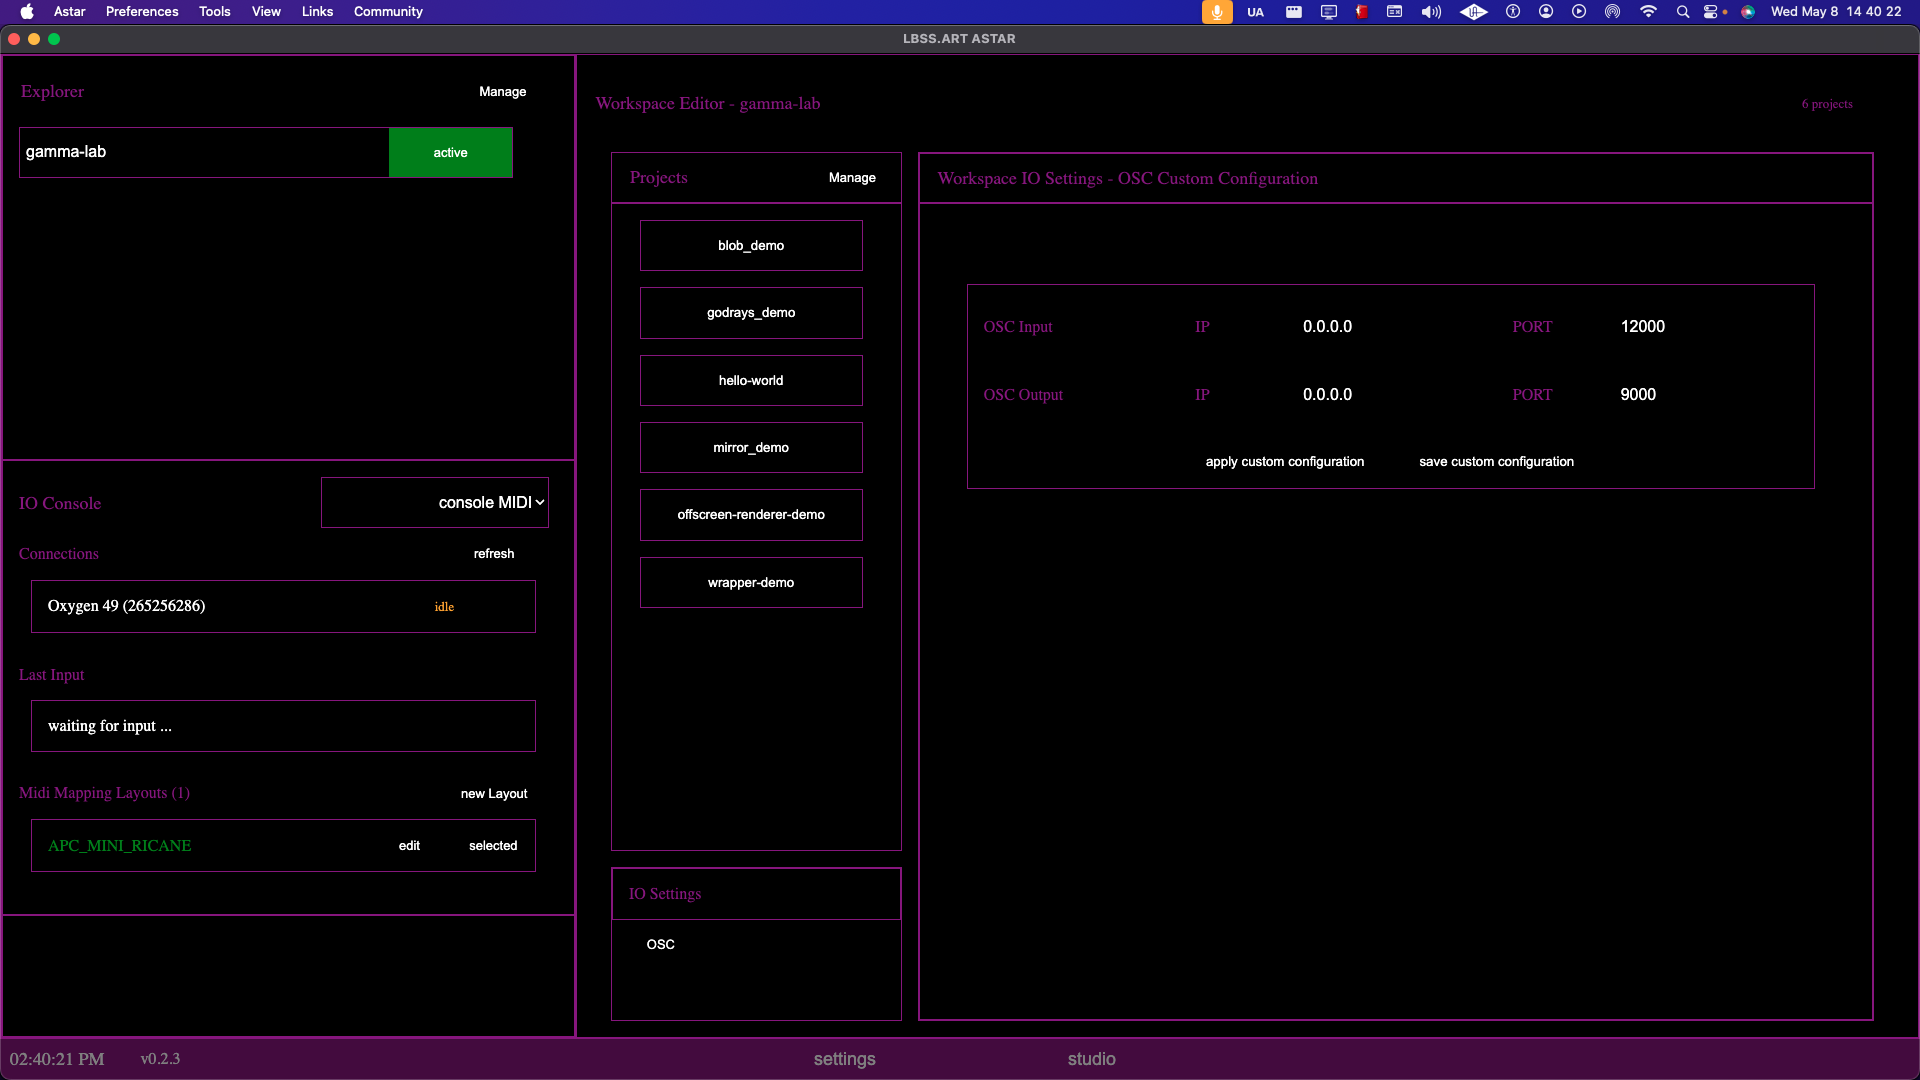 Astar Preferences Tools View Links Community UA Wed May 8 14 40 22
LBSS.ART ASTAR
Explorer Manage
gamma-lab active
IO Console console MIDI
Connections refresh
Oxygen 49 (265256286) idle
Last Input
waiting for input ...
Midi Mapping Layouts (1) new Layout
APC_MINI_RICANE edit selected
Workspace Editor - gamma-lab 6 projects
Projects Manage
blob_demo
godrays_demo
hello-world
mirror_demo
offscreen-renderer-demo
wrapper-demo
IO Settings
OSC
Workspace IO Settings - OSC Custom Configuration
OSC Input IP 0.0.0.0 PORT 12000
OSC Output IP 0.0.0.0 PORT 9000
apply custom configuration save custom configuration
02:40:21 PM v0.2.3 settings studio